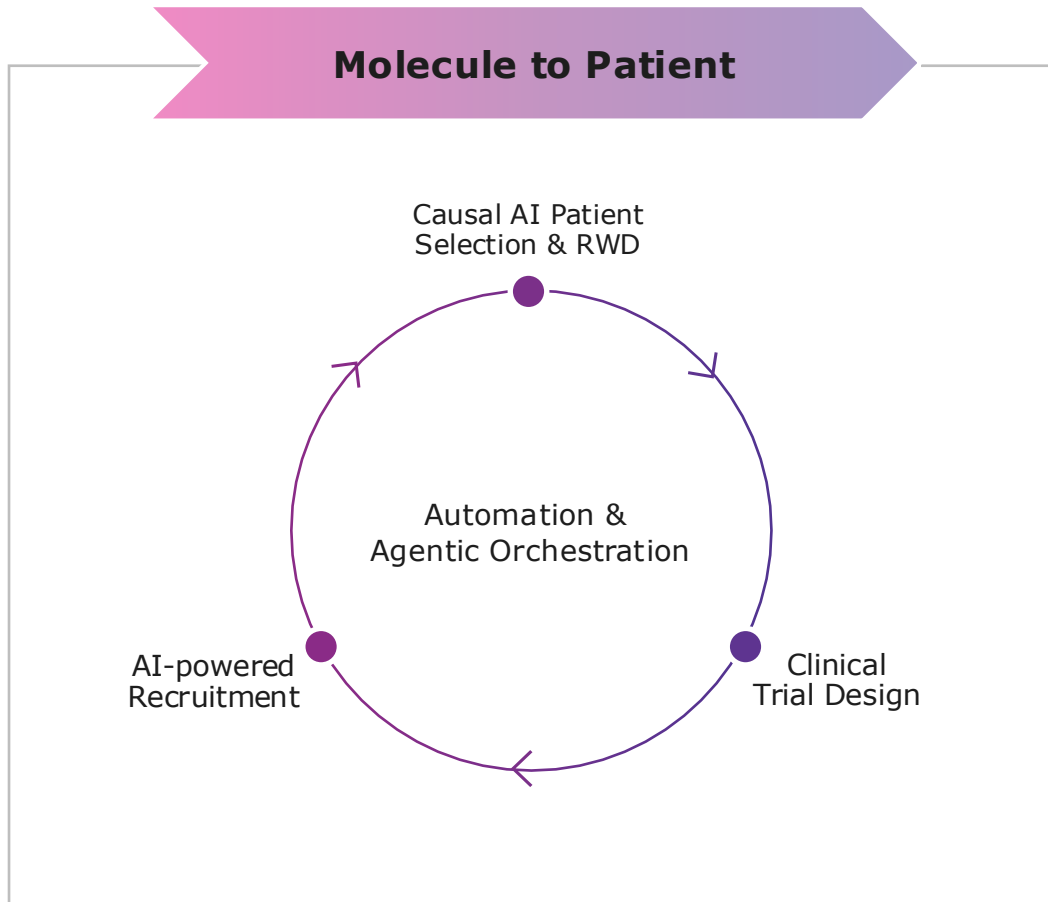 Molecule to Patient
Causal AI Patient
Selection & RWD
Automation &
Agentic Orchestration
AI-powered
Recruitment
Clinical
Trial Design